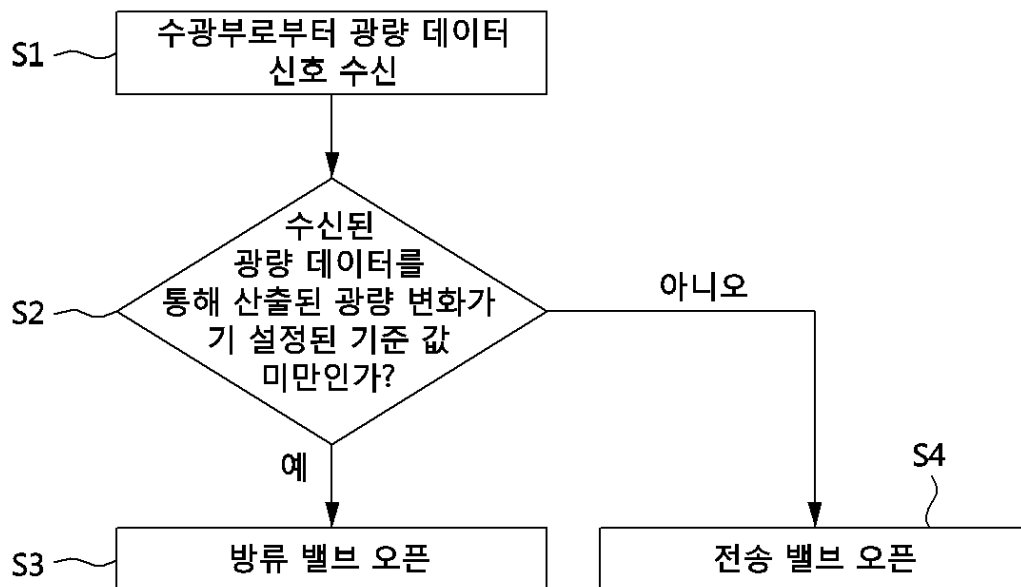 S1
수광부로부터 광량 데이터
신호 수신
S2
수신된
광량 데이터를
통해 산출된 광량 변화가
기 설정된 기준 값
미만인가?
아니오
예
S4
S3
방류 밸브 오픈
전송 밸브 오픈